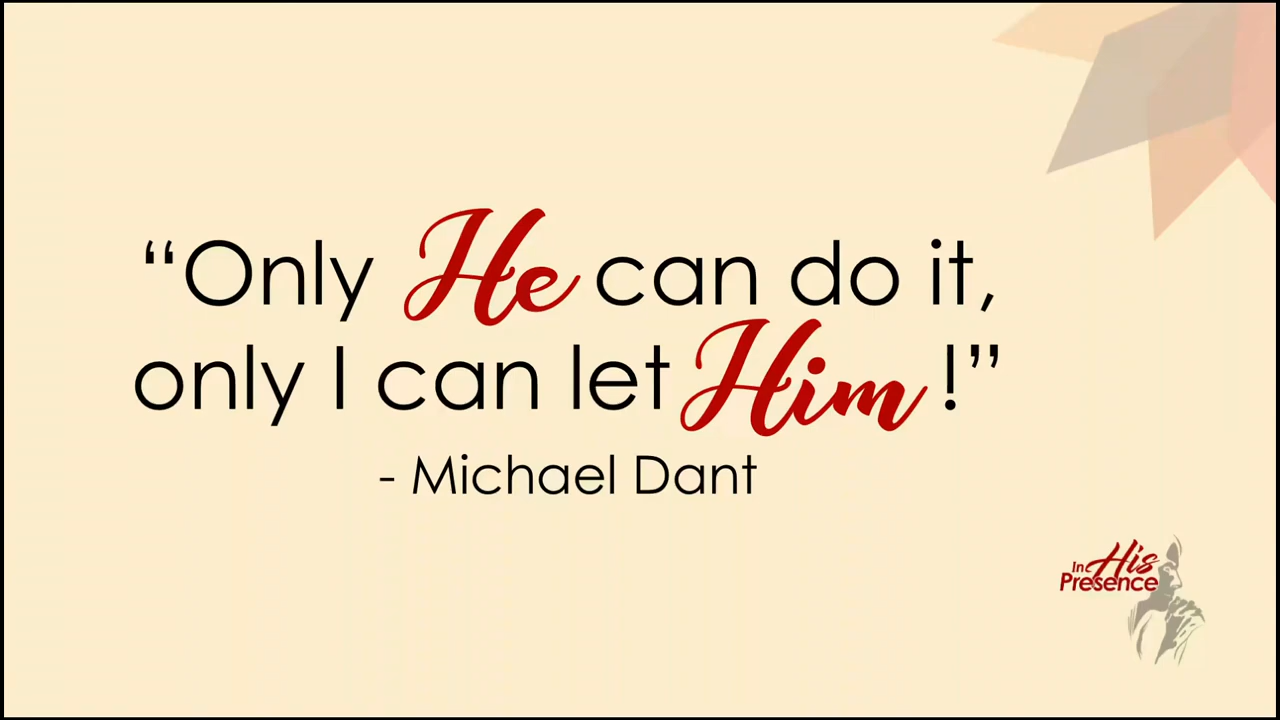 “Only He can do it,
only I can let Him !”
- Michael Dant
In His
Presence